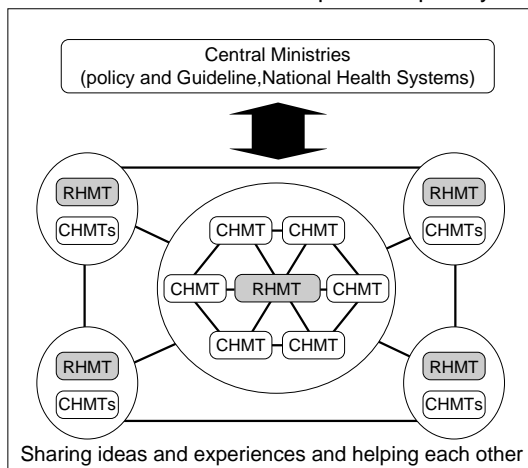 Central Ministries
(policy and Guideline,National Health Systems)
RHMT
CHMTs
RHMT
CHMTs
CHMT
CHMT
CHMT
RHMT
CHMT
CHMT
CHMT
RHMT
CHMTs
RHMT
CHMTs
Sharing ideas and experiences and helping each other